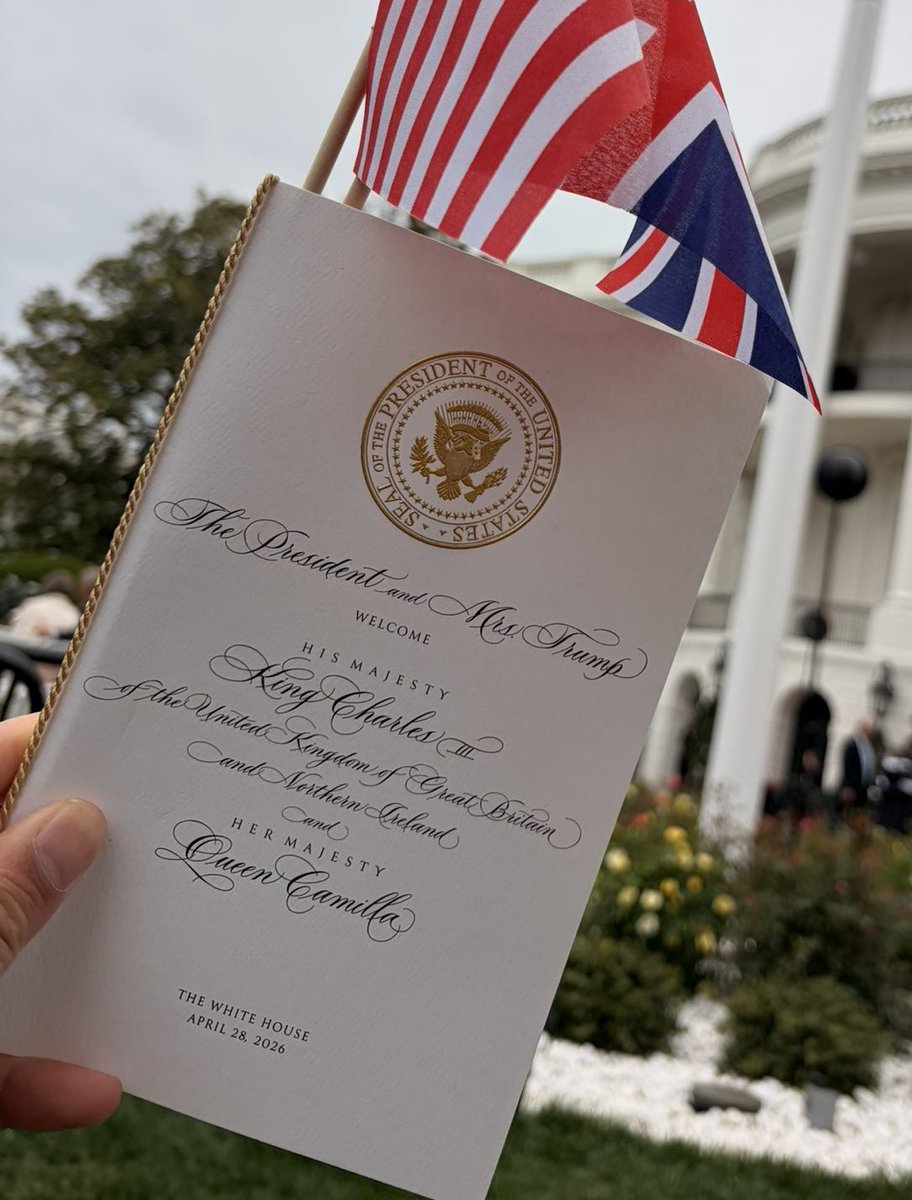 SEAL OF THE PRESIDENT OF THE UNITED STATES
The President and Mrs. Trump
WELCOME
HIS MAJESTY
King Charles III
of the United Kingdom of Great Britain
and Northern Ireland
and
HER MAJESTY
Queen Camilla
THE WHITE HOUSE
APRIL 28, 2026